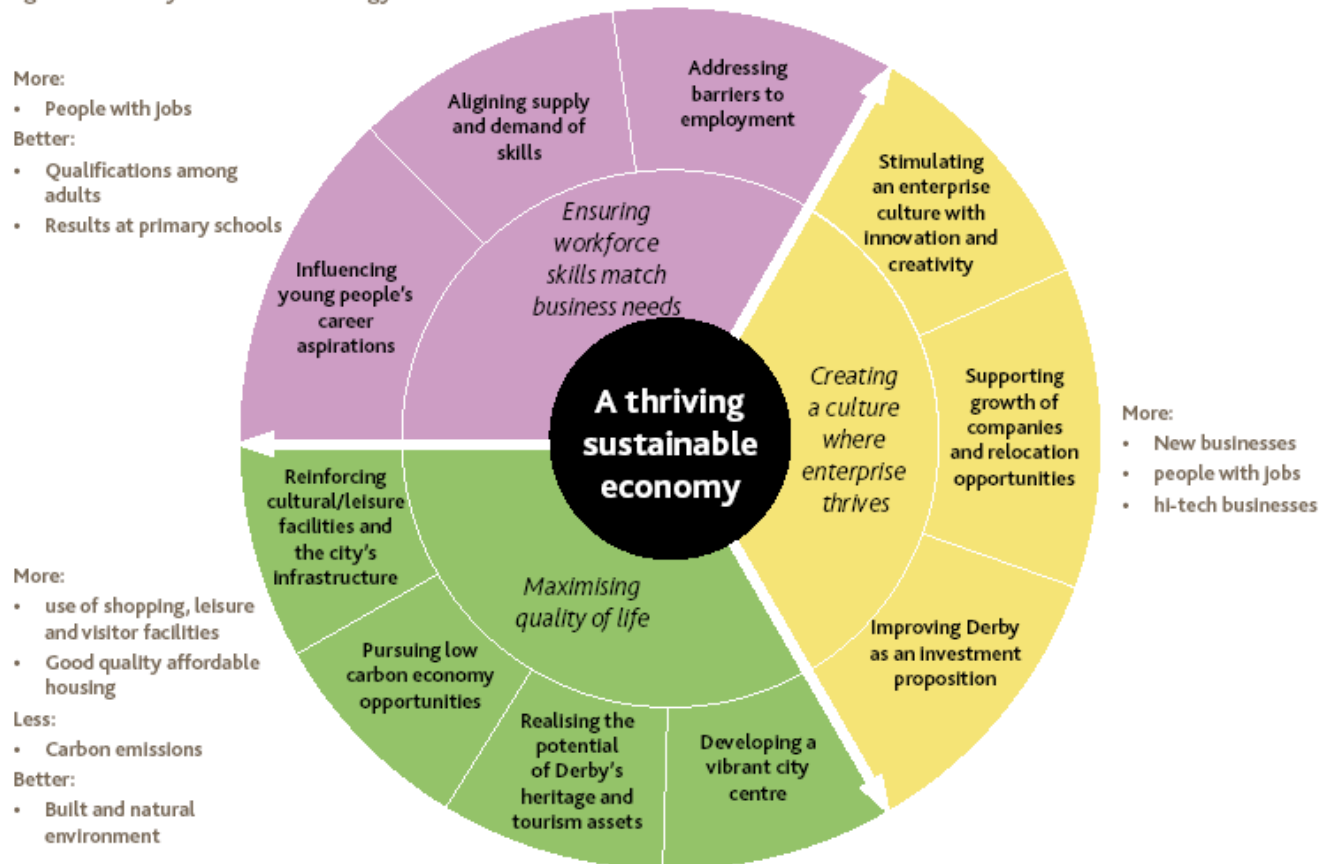 More:
• People with jobs
Better:
• Qualifications among
adults
• Results at primary schools
Aligining supply
and demand of
skills
Addressing
barriers to
employment
Influencing
young people's
career
aspirations
Ensuring
workforce
skills match
business needs
Stimulating
an enterprise
culture with
innovation and
creativity
Supporting
growth of
companies
and relocation
opportunities
Improving Derby
as an investment
proposition
Creating
a culture
where
enterprise
thrives
A thriving
sustainable
economy
More:
• New businesses
• people with jobs
• hi-tech businesses
Reinforcing
cultural/leisure
facilities and
the city's
infrastructure
Pursuing low
carbon economy
opportunities
Realising the
potential
of Derby's
heritage and
tourism assets
Developing a
vibrant city
centre
Maximising
quality of life
More:
• use of shopping, leisure
and visitor facilities
• Good quality affordable
housing
Less:
• Carbon emissions
Better:
• Built and natural
environment